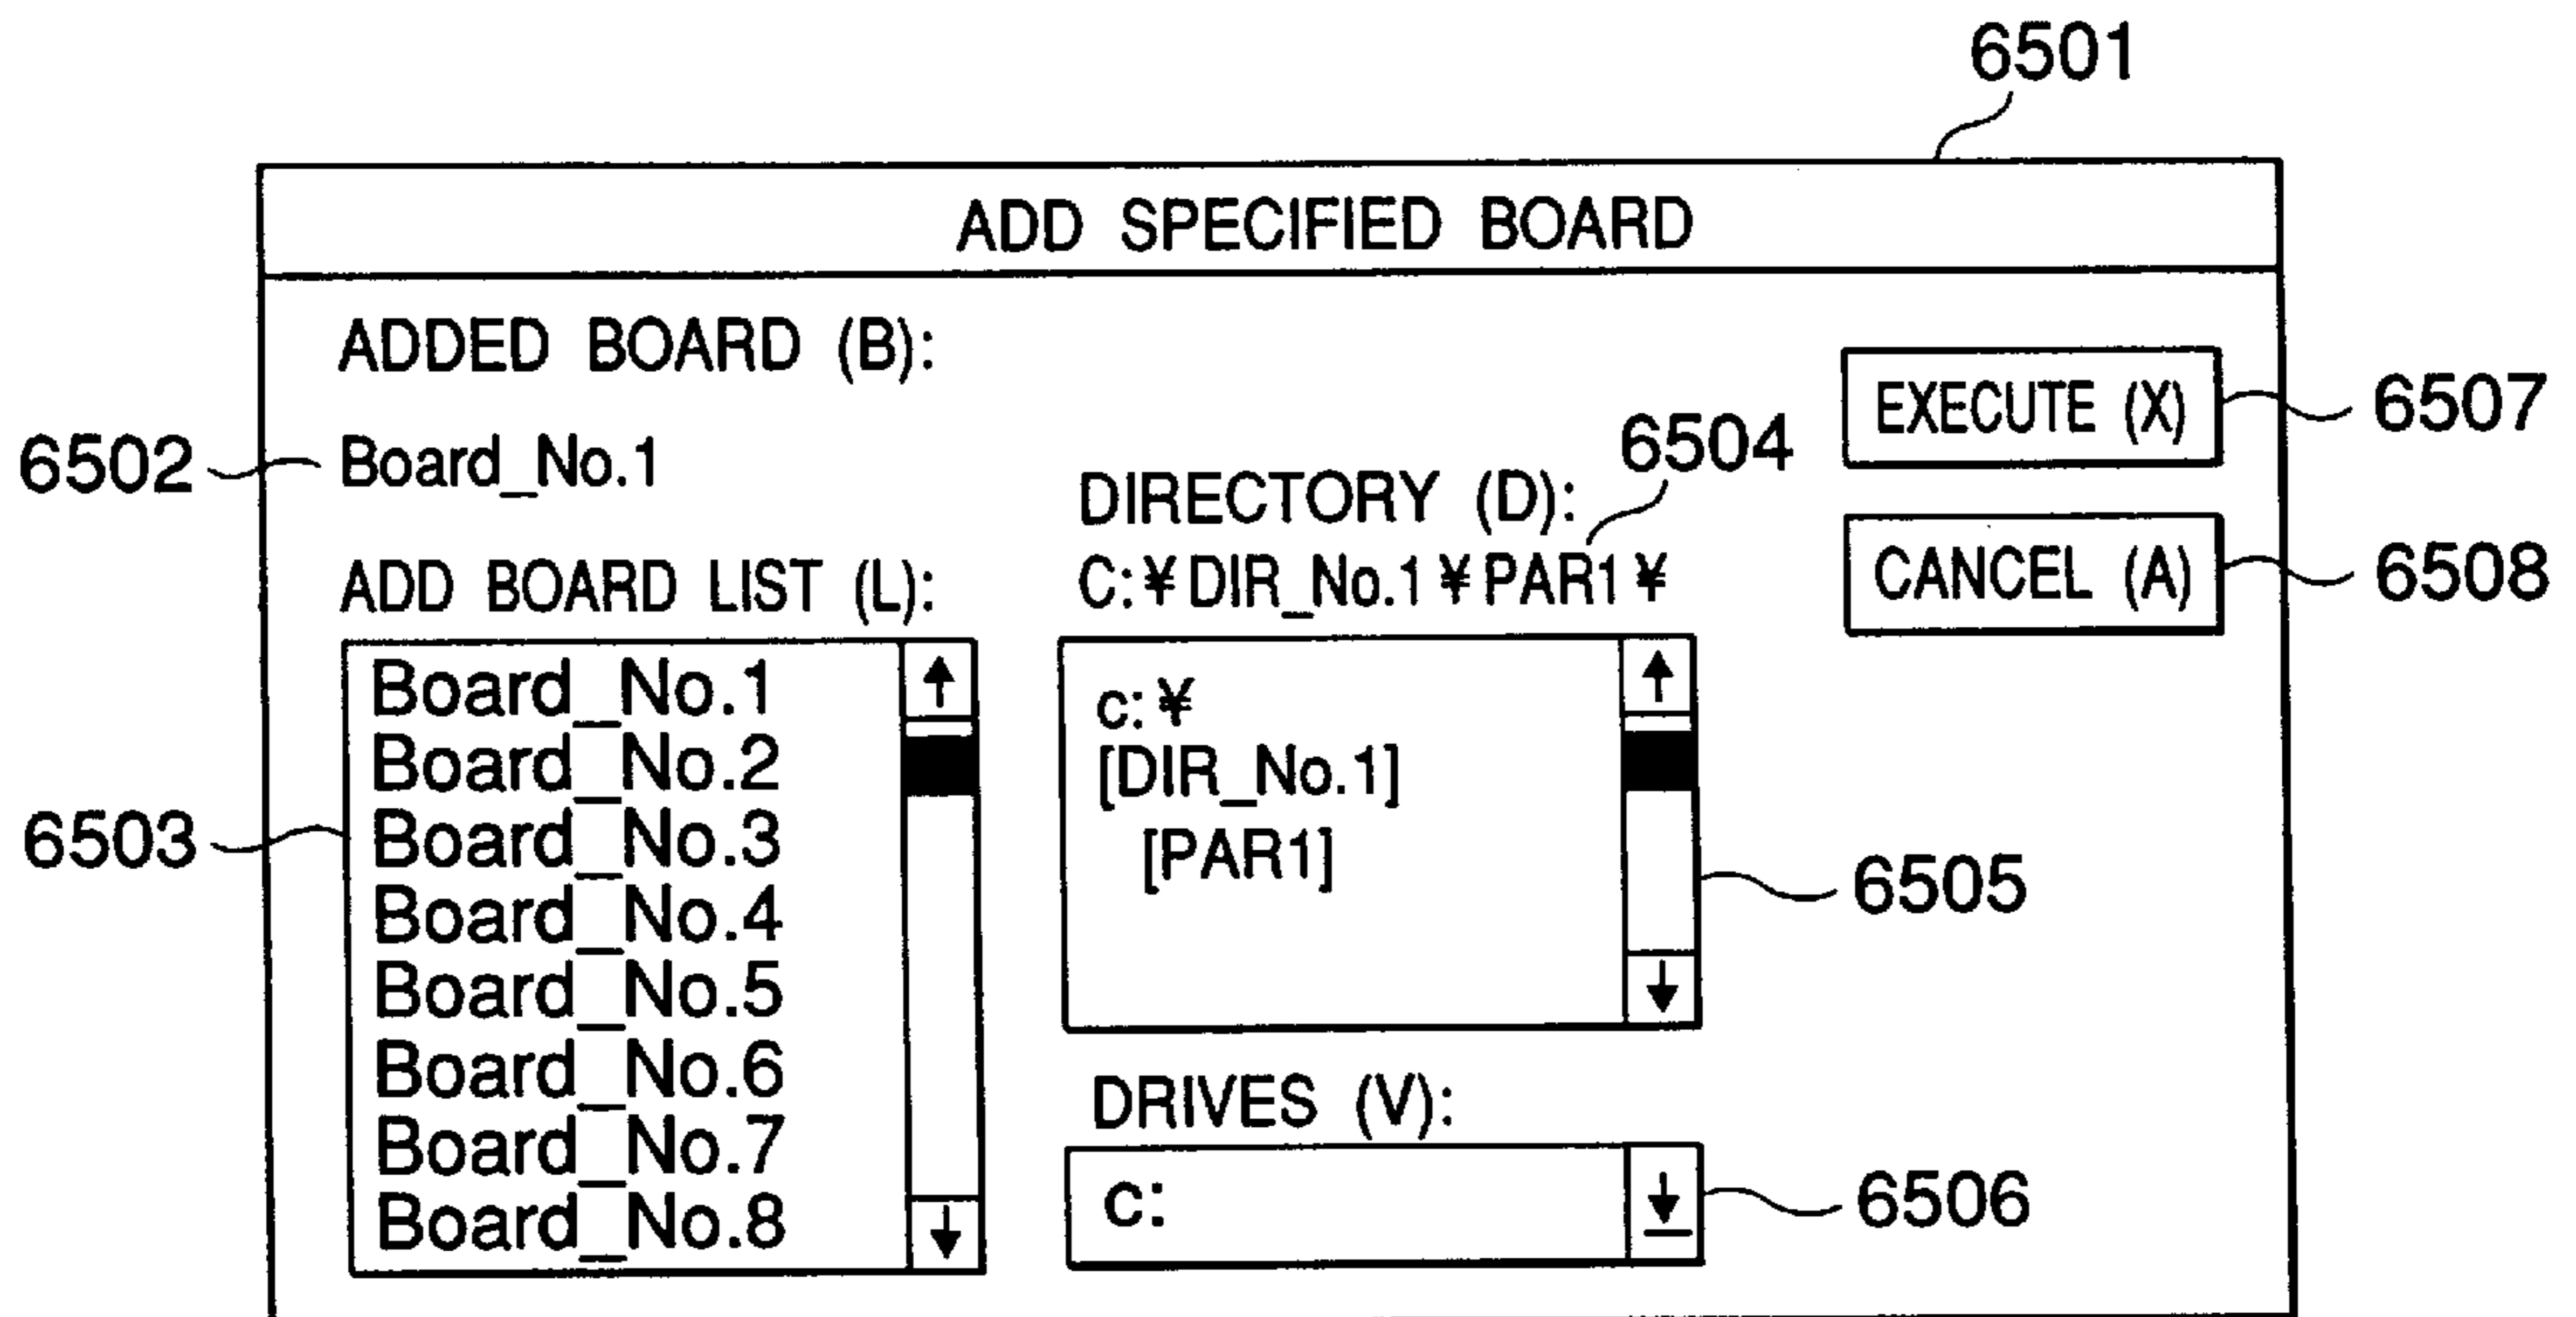 6501
ADD SPECIFIED BOARD
ADDED BOARD (B):
EXECUTE (X)
6507
6502
Board_No.1
6504
DIRECTORY (D):
C:¥DIR_No.1¥PAR1¥
CANCEL (A)
6508
ADD BOARD LIST (L):
Board_No.1
Board_No.2
Board_No.3
Board_No.4
Board_No.5
Board_No.6
Board_No.7
Board_No.8
6503
c:¥
[DIR_No.1]
[PAR1]
6505
DRIVES (V):
c:
6506